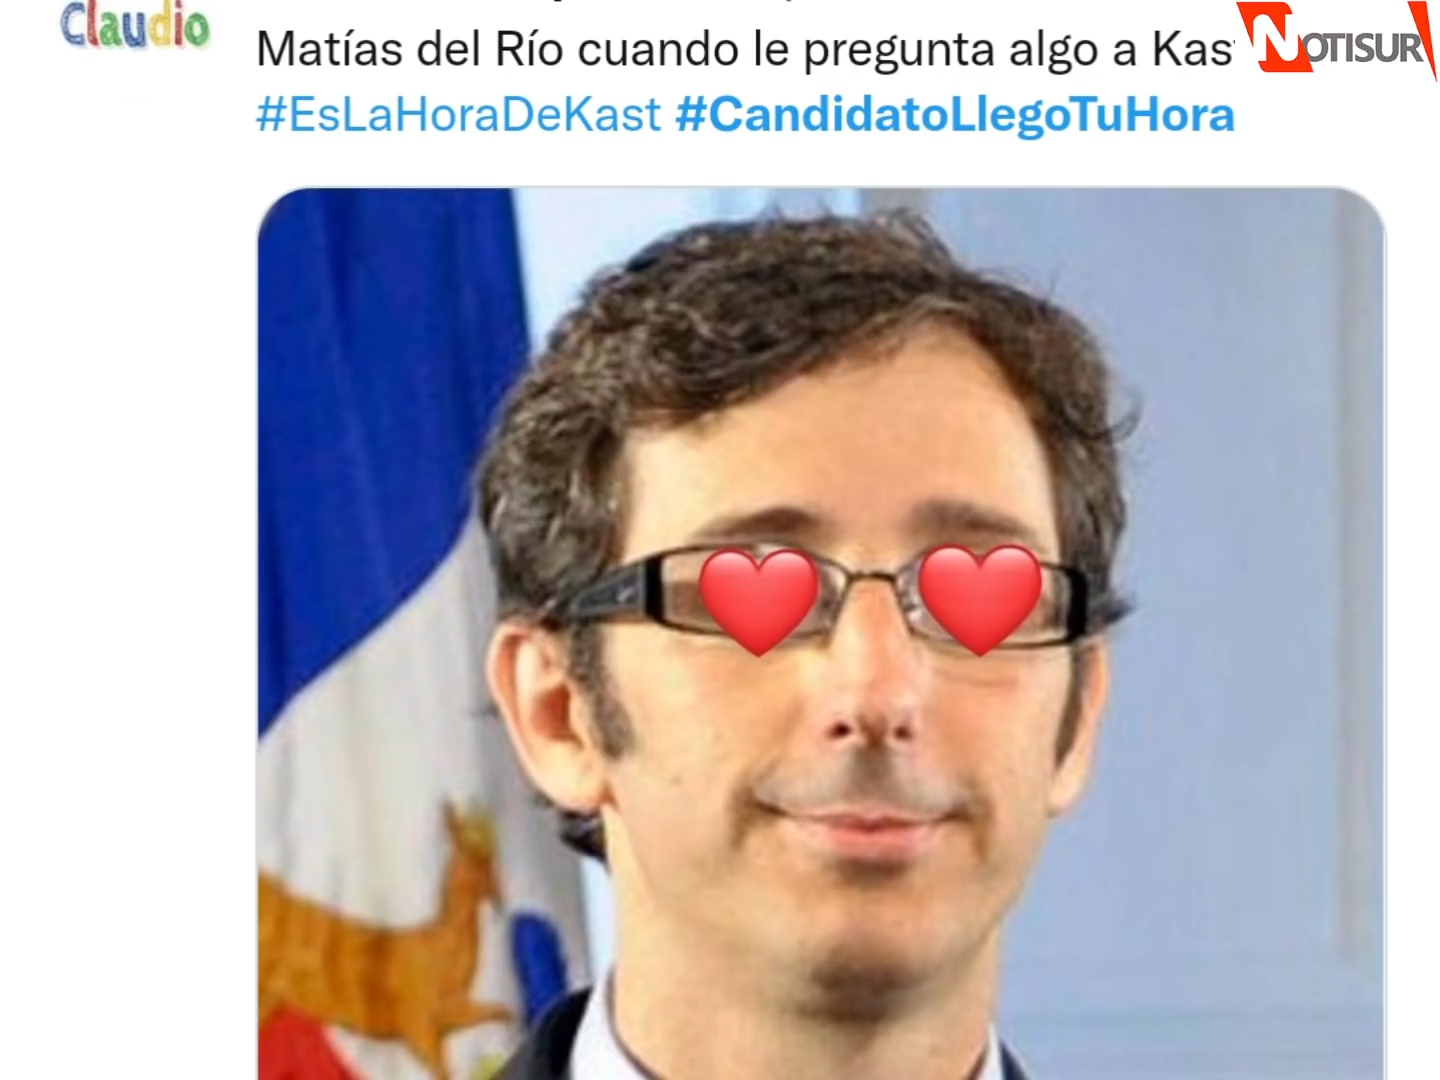 Claudio
Matías del Río cuando le pregunta algo a Kas
NOTISUR
#EsLaHoraDeKast #CandidatoLlegoTuHora